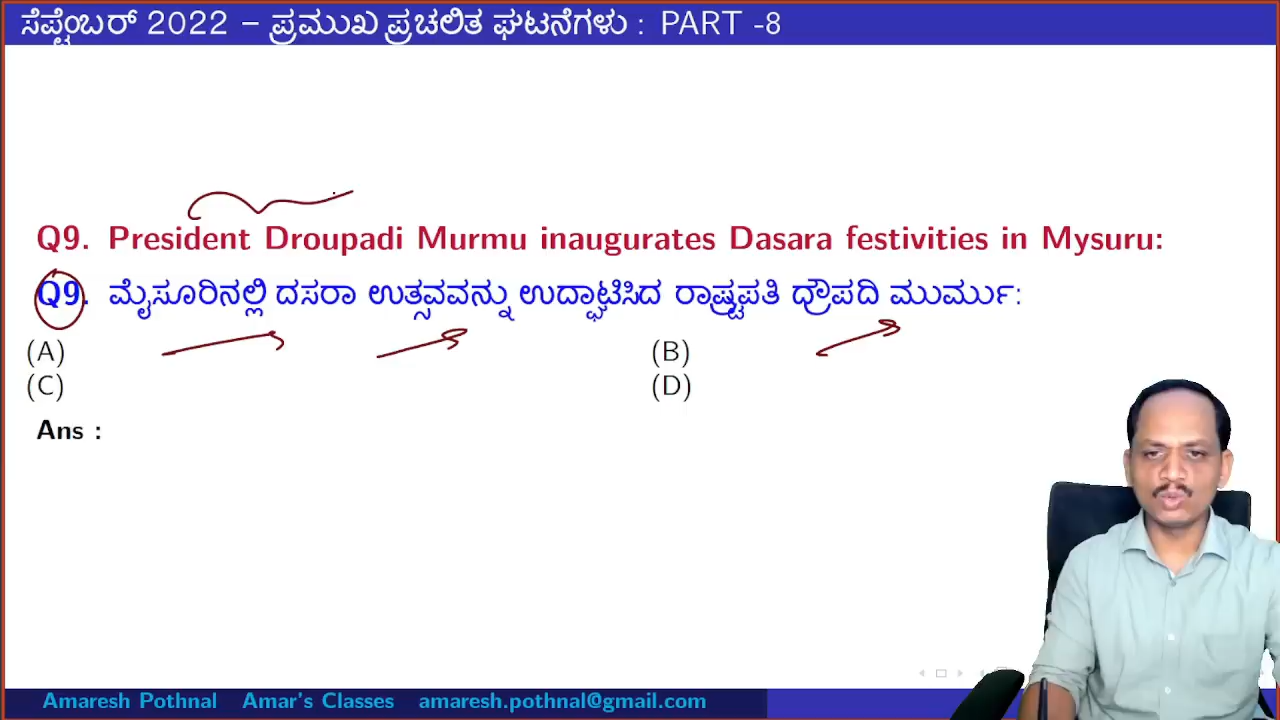 ಸೆಪ್ಟೆಂಬರ್ 2022 – ಪ್ರಮುಖ ಪ್ರಚಲಿತ ಘಟನೆಗಳು : PART -8
Q9. President Droupadi Murmu inaugurates Dasara festivities in Mysuru:
Q9. ಮೈಸೂರಿನಲ್ಲಿ ದಸರಾ ಉತ್ಸವವನ್ನು ಉದ್ಘಾಟಿಸಿದ ರಾಷ್ಟ್ರಪತಿ ದ್ರೌಪದಿ ಮುರ್ಮು:
(A) (B)
(C) (D)
Ans :
Amaresh Pothnal Amar's Classes amaresh.pothnal@gmail.com